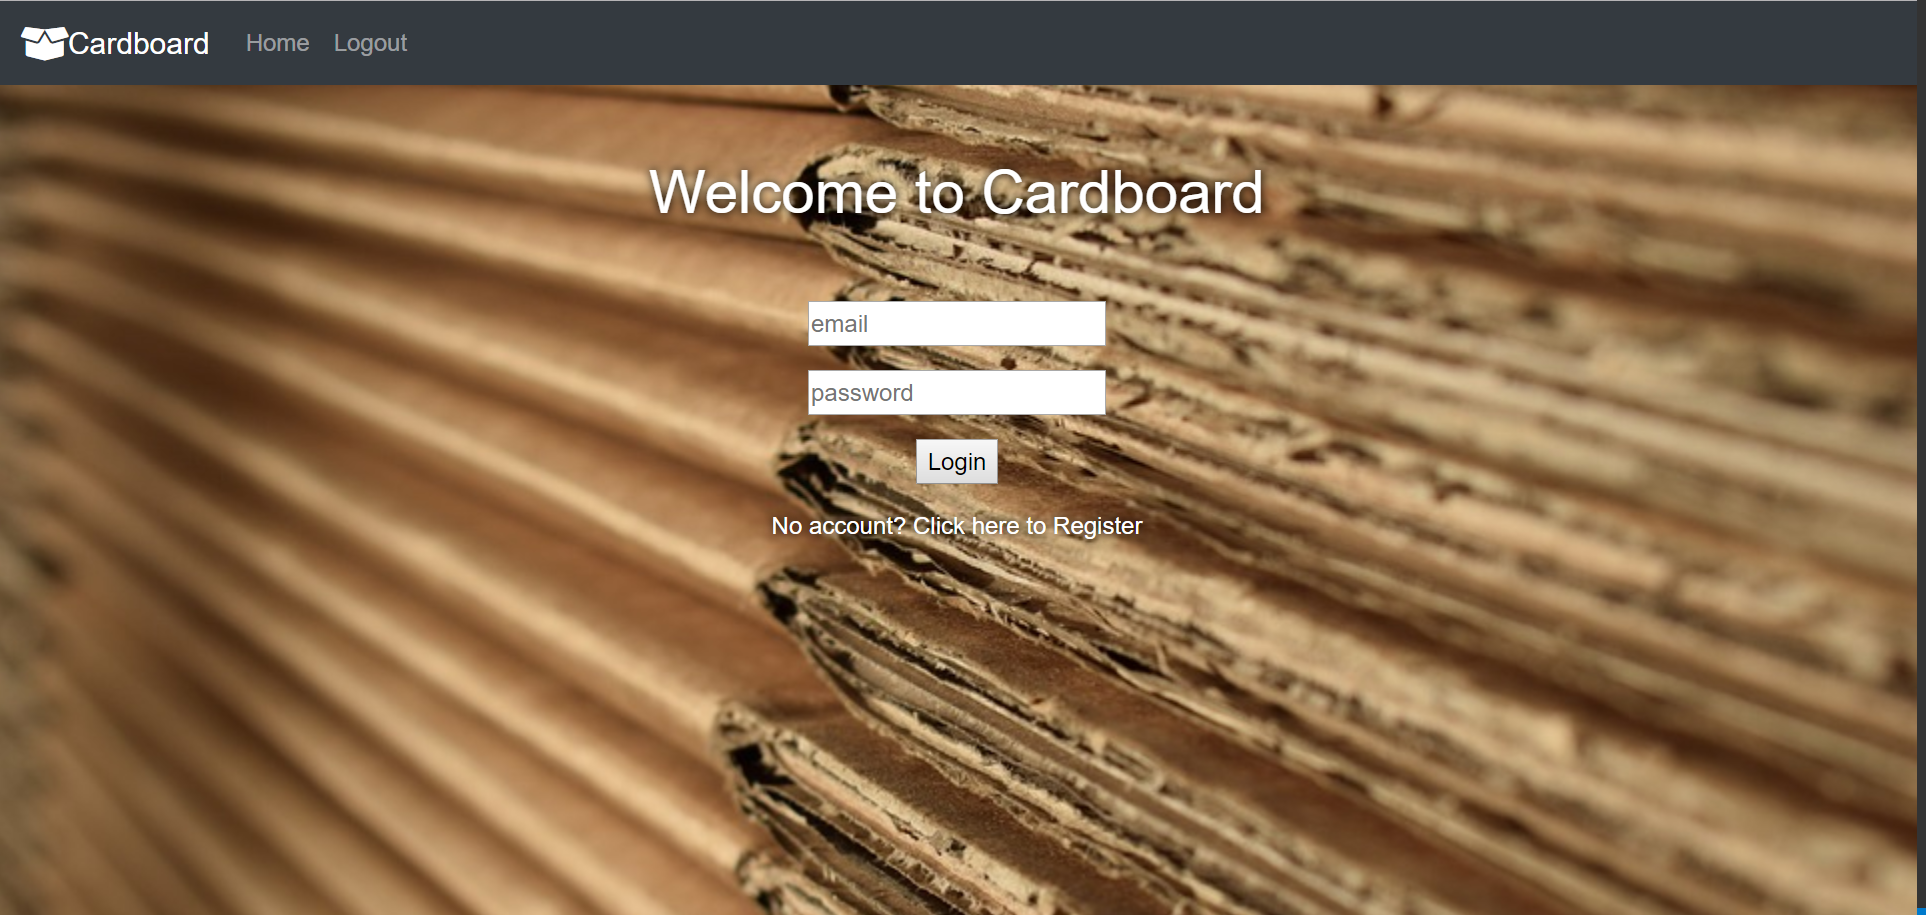 Cardboard Home Logout
Welcome to Cardboard
email
password
Login
No account? Click here to Register